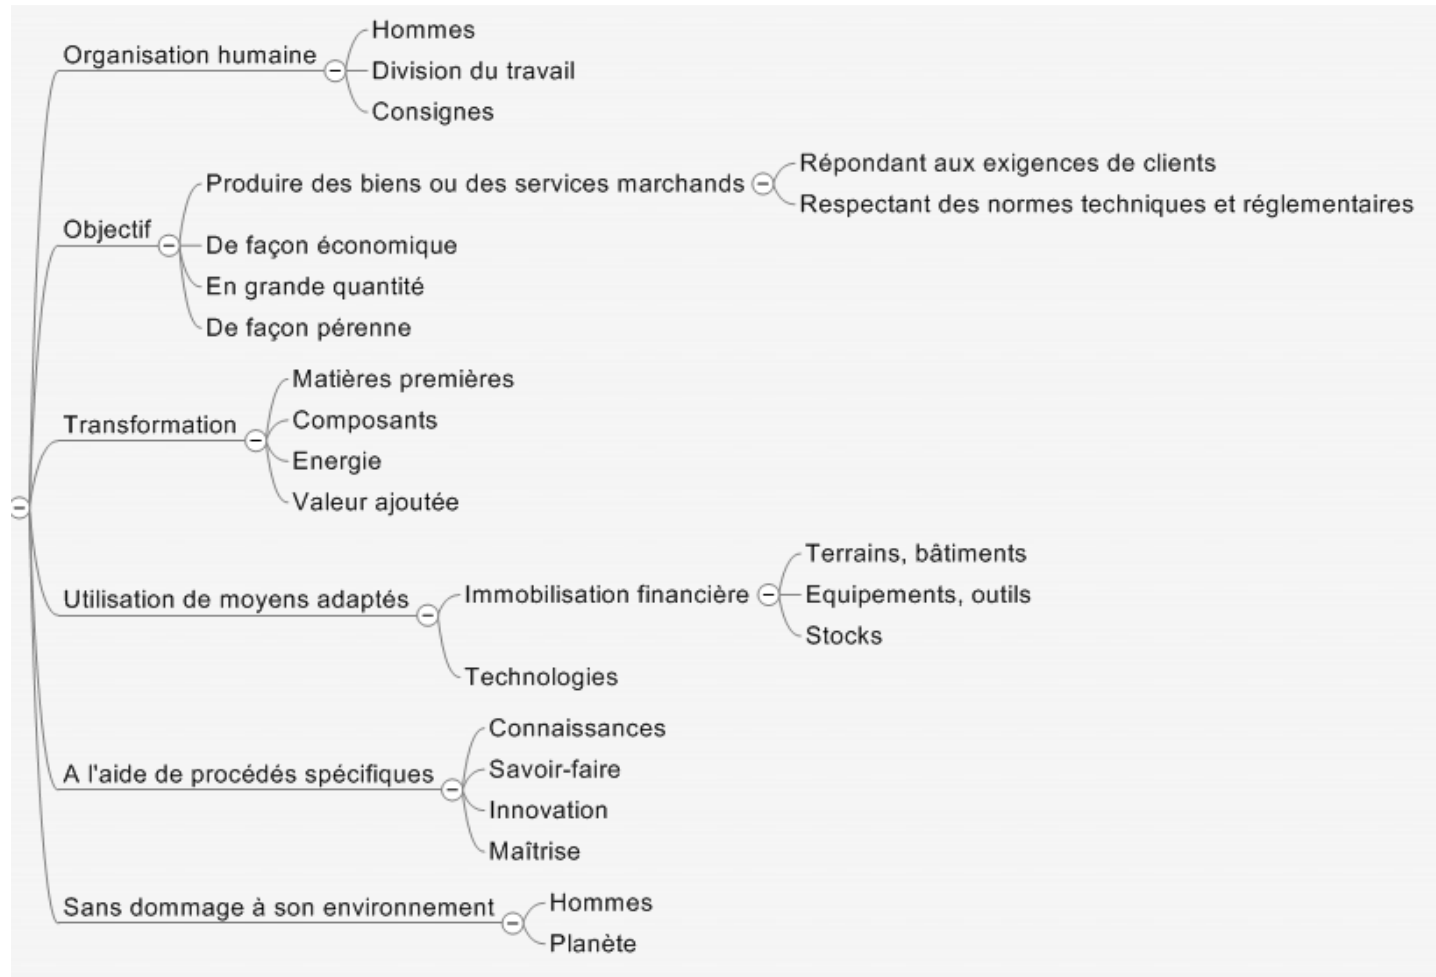 Organisation humaine
Hommes
Division du travail
Consignes
Objectif
Produire des biens ou des services marchands
Répondant aux exigences de clients
Respectant des normes techniques et réglementaires
De façon économique
En grande quantité
De façon pérenne
Transformation
Matières premières
Composants
Energie
Valeur ajoutée
Utilisation de moyens adaptés
Immobilisation financière
Terrains, bâtiments
Equipements, outils
Stocks
Technologies
A l'aide de procédés spécifiques
Connaissances
Savoir-faire
Innovation
Maîtrise
Sans dommage à son environnement
Hommes
Planète